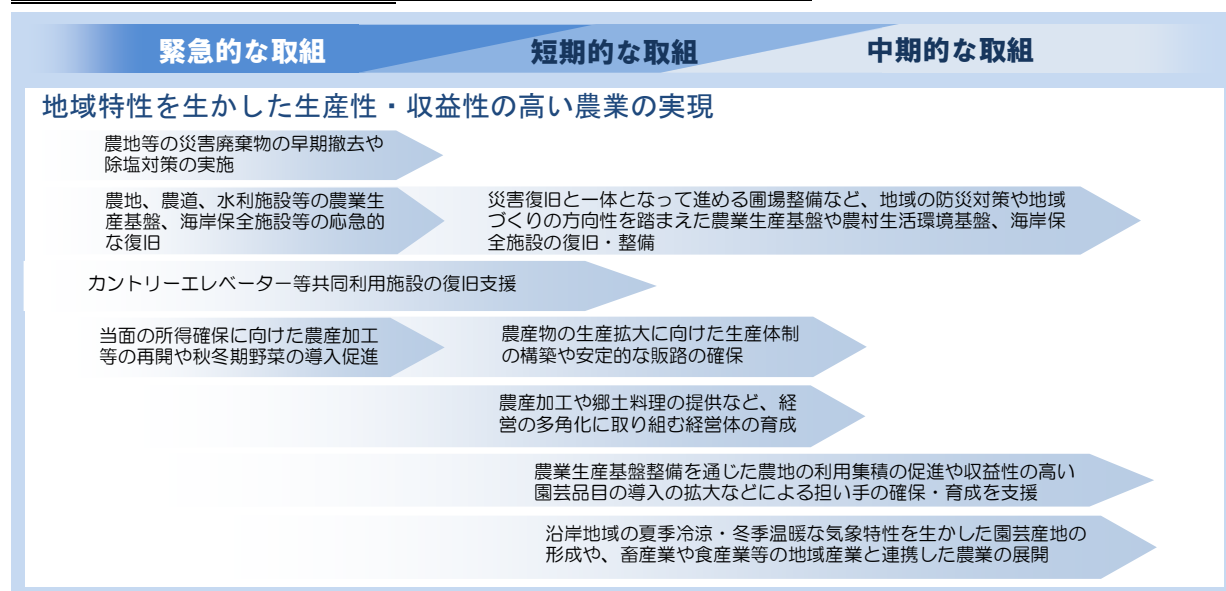 緊急的な取組
短期的な取組
中期的な取組
地域特性を生かした生産性・収益性の高い農業の実現
農地等の災害廃棄物の早期撤去や
除塩対策の実施
農地、農道、水利施設等の農業生
産基盤、海岸保全施設等の応急的
な復旧
災害復旧と一体となって進める圃場整備など、地域の防災対策や地域
づくりの方向性を踏まえた農業生産基盤や農村生活環境基盤、海岸保
全施設の復旧・整備
カントリーエレベーター等共同利用施設の復旧支援
当面の所得確保に向けた農産加工
等の再開や秋冬期野菜の導入促進
農産物の生産拡大に向けた生産体制
の構築や安定的な販路の確保
農産加工や郷土料理の提供など、経
営の多角化に取り組む経営体の育成
農業生産基盤整備を通じた農地の利用集積の促進や収益性の高い
園芸品目の導入の拡大などによる担い手の確保・育成を支援
沿岸地域の夏季冷涼・冬季温暖な気象特性を生かした園芸産地の
形成や、畜産業や食産業等の地域産業と連携した農業の展開